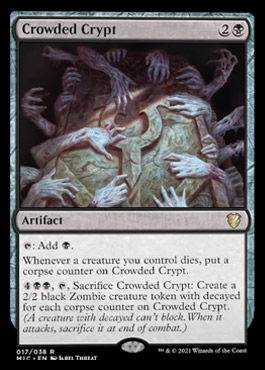 Crowded Crypt 2
Artifact
: Add .
Whenever a creature you control dies, put a
corpse counter on Crowded Crypt.
4, , Sacrifice Crowded Crypt: Create a
2/2 black Zombie creature token with decayed
for each corpse counter on Crowded Crypt.
(A creature with decayed can't block. When it
attacks, sacrifice it at end of combat.)
017/038 R
MIC • EN LABEL THREAT
™ & © 2021 Wizards of the Coast